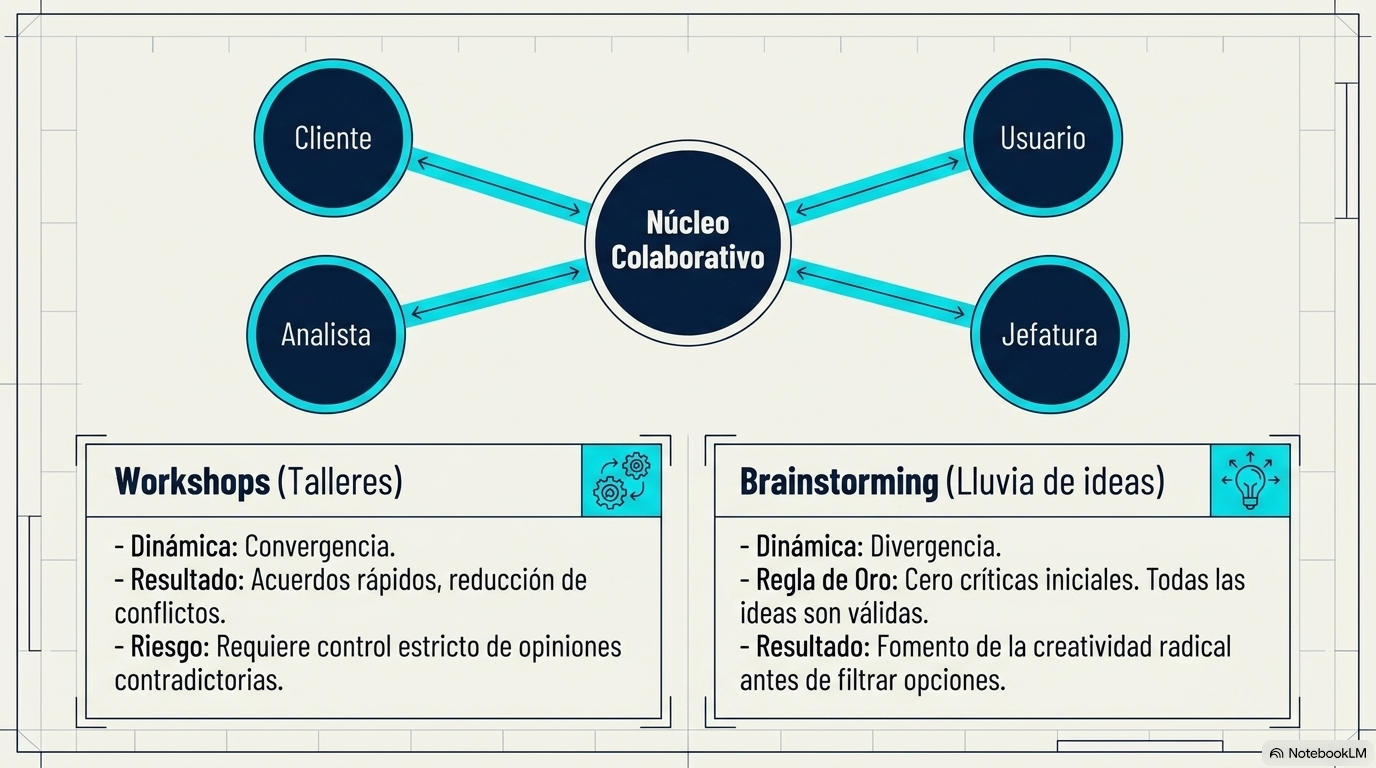 Cliente
Usuario
Núcleo
Colaborativo
Analista
Jefatura
Workshops (Talleres)
- Dinámica: Convergencia.
- Resultado: Acuerdos rápidos, reducción de
conflictos.
- Riesgo: Requiere control estricto de opiniones
contradictorias.
Brainstorming (Lluvia de ideas)
- Dinámica: Divergencia.
- Regla de Oro: Cero críticas iniciales. Todas las
ideas son válidas.
- Resultado: Fomento de la creatividad radical
antes de filtrar opciones.
NotebookLM